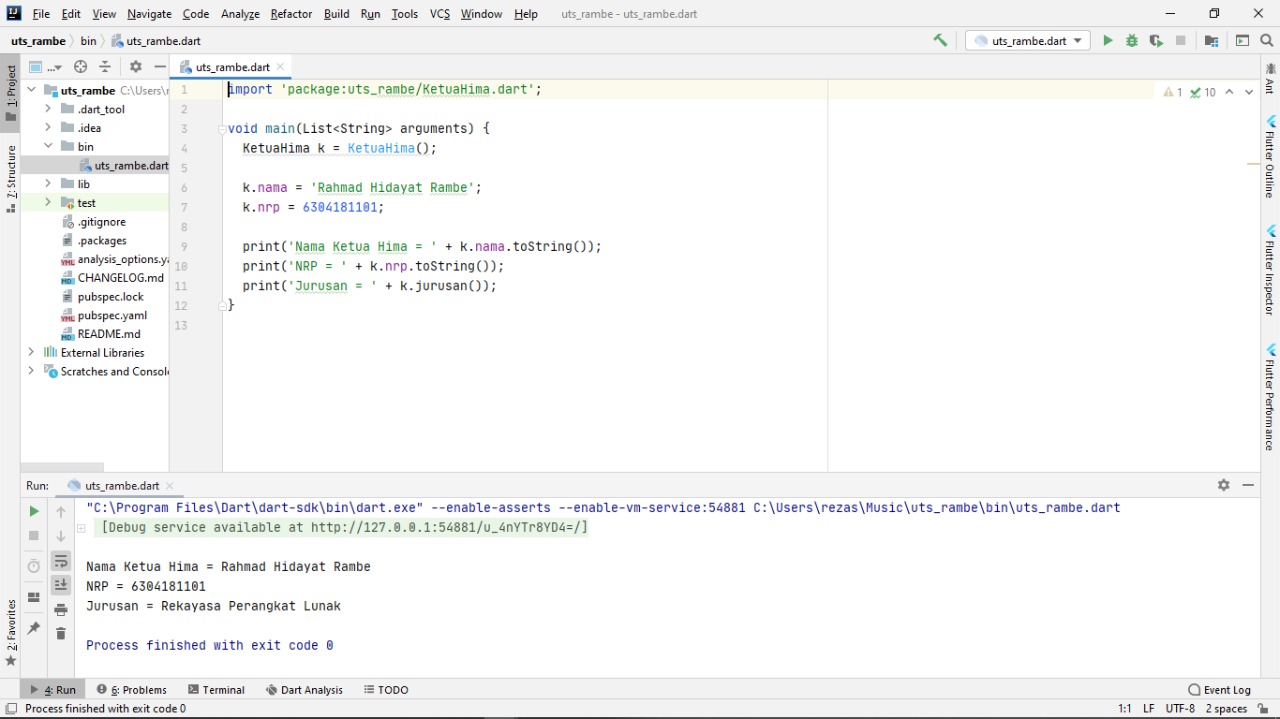 File Edit View Navigate Code Analyze Refactor Build Run Tools VCS Window Help uts_rambe - uts_rambe.dart
uts_rambe bin uts_rambe.dart
uts_rambe.dart
1: Project
...
uts_rambe.dart
uts_rambe C:\Users\r
.dart_tool
.idea
bin
uts_rambe.dart
lib
test
.gitignore
.packages
analysis_options.ya
CHANGELOG.md
pubspec.lock
pubspec.yaml
README.md
External Libraries
Scratches and Consol
Z: Structure
2: Favorites
1 import 'package:uts_rambe/KetuaHima.dart';
2
3 void main(List<String> arguments) {
4 KetuaHima k = KetuaHima();
5
6 k.nama = 'Rahmad Hidayat Rambe';
7 k.nrp = 6304181101;
8
9 print('Nama Ketua Hima = ' + k.nama.toString());
10 print('NRP = ' + k.nrp.toString());
11 print('Jurusan = ' + k.jurusan());
12 }
13
1 10
Ant
Flutter Outline
Flutter Inspector
Flutter Performance
Run: uts_rambe.dart
"C:\Program Files\Dart\dart-sdk\bin\dart.exe" --enable-asserts --enable-vm-service:54881 C:\Users\rezas\Music\uts_rambe\bin\uts_rambe.dart
[Debug service available at http://127.0.0.1:54881/u_4nYTr8YD4=/]
Nama Ketua Hima = Rahmad Hidayat Rambe
NRP = 6304181101
Jurusan = Rekayasa Perangkat Lunak
Process finished with exit code 0
4: Run 6: Problems Terminal Dart Analysis TODO Event Log
Process finished with exit code 0 1:1 LF UTF-8 2 spaces